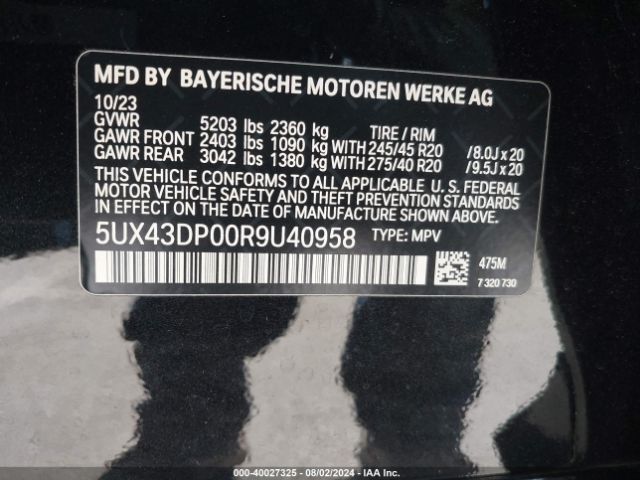 MFD BY BAYERISCHE MOTOREN WERKE AG
10/23
GVWR 5203 lbs 2360 kg TIRE / RIM
GAWR FRONT 2403 lbs 1090 kg WITH 245/45 R20 /8.0J x 20
GAWR REAR 3042 lbs 1380 kg WITH 275/40 R20 /9.5J x 20
THIS VEHICLE CONFORMS TO ALL APPLICABLE U. S. FEDERAL
MOTOR VEHICLE SAFETY AND THEFT PREVENTION STANDARDS
IN EFFECT ON THE DATE OF MANUFACTURE SHOWN ABOVE.
5UX43DP00R9U40958 TYPE: MPV
475M
7 320 730
000-40027325 - 08/02/2024 - IAA Inc.